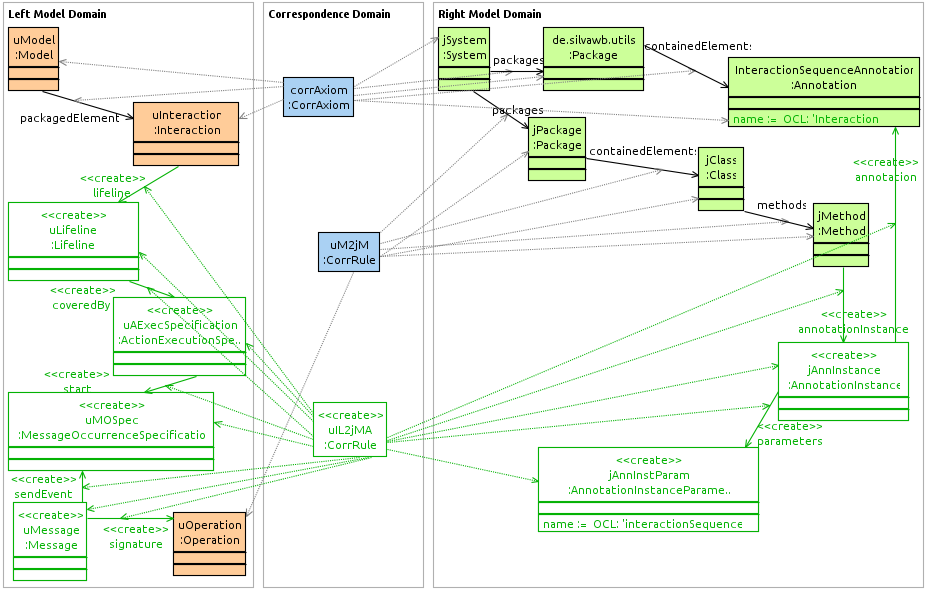 Left Model Domain
uModel
:Model
packagedElement
uInteraction
:Interaction
<<create>>
lifeline
<<create>>
uLifeline
:Lifeline
<<create>>
coveredBy
<<create>>
uAExecSpecification
:ActionExecutionSpe..
<<create>>
start
<<create>>
uMOSpec
:MessageOccurrenceSpecificatio
<<create>>
sendEvent
<<create>>
uMessage
:Message
<<create>>
signature
uOperation
:Operation
Correspondence Domain
corrAxiom
:CorrAxiom
uM2jM
:CorrRule
<<create>>
uIL2jMA
:CorrRule
Right Model Domain
jSystem
:System
packages
de.silvawb.utils
:Package
containedElements
InteractionSequenceAnnotation
:Annotation
name := OCL: 'Interaction
packages
jPackage
:Package
containedElements
jClass
:Class
methods
jMethod
:Method
<<create>>
annotation
<<create>>
annotationInstance
<<create>>
jAnnInstance
:AnnotationInstance
<<create>>
parameters
<<create>>
jAnnInstParam
:AnnotationInstanceParame..
name := OCL: 'interactionSequence